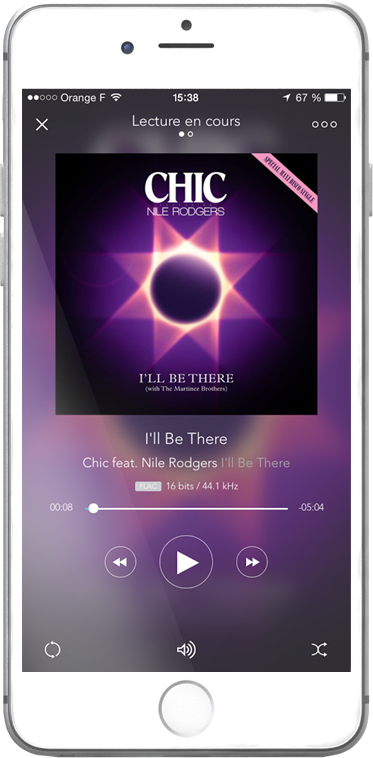 Orange F 15:38 67 %
Lecture en cours
SPECIAL MAXI DISCO SINGLE
CHIC
NILE RODGERS
I'LL BE THERE
(with The Martinez Brothers)
I'll Be There
Chic feat. Nile Rodgers I'll Be There
FLAC 16 bits / 44.1 kHz
00:08 -05:04